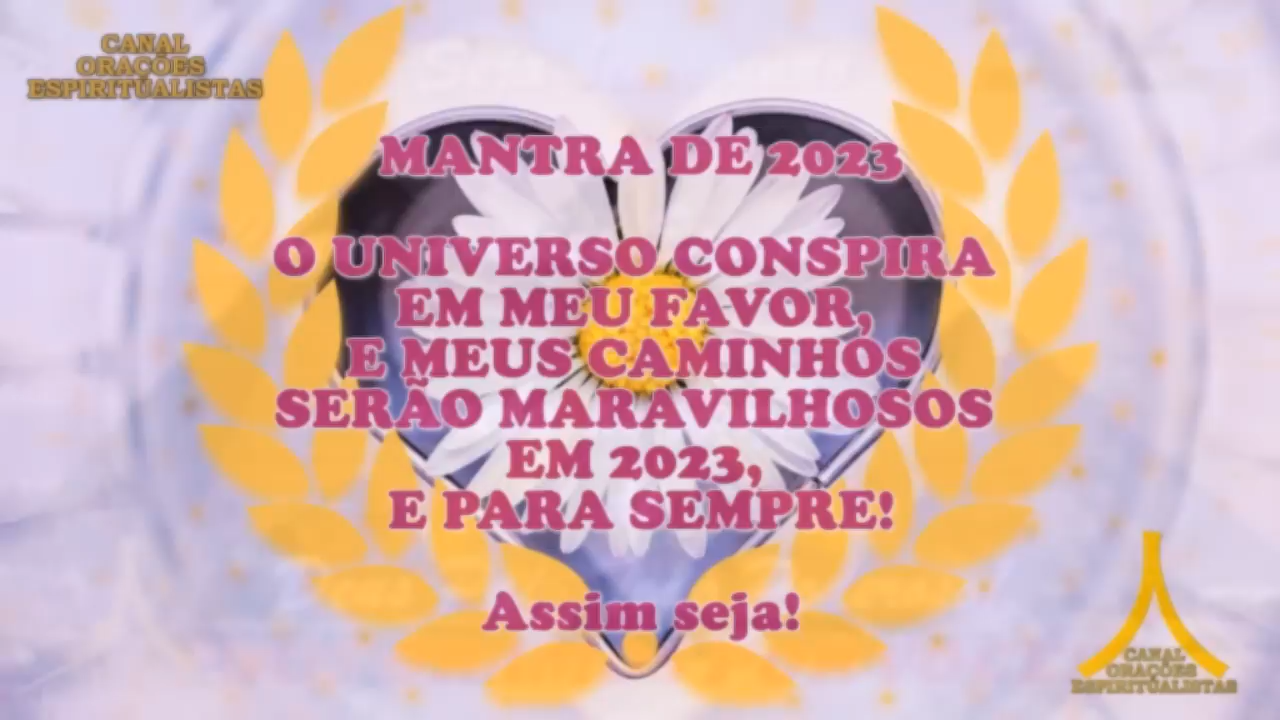 CANAL
ORAÇÕES
ESPIRITUALISTAS
MANTRA DE 2023
O UNIVERSO CONSPIRA
EM MEU FAVOR,
E MEUS CAMINHOS
SERÃO MARAVILHOSOS
EM 2023,
E PARA SEMPRE!
Assim seja!
CANAL
ORAÇÕES
ESPIRITUALISTAS